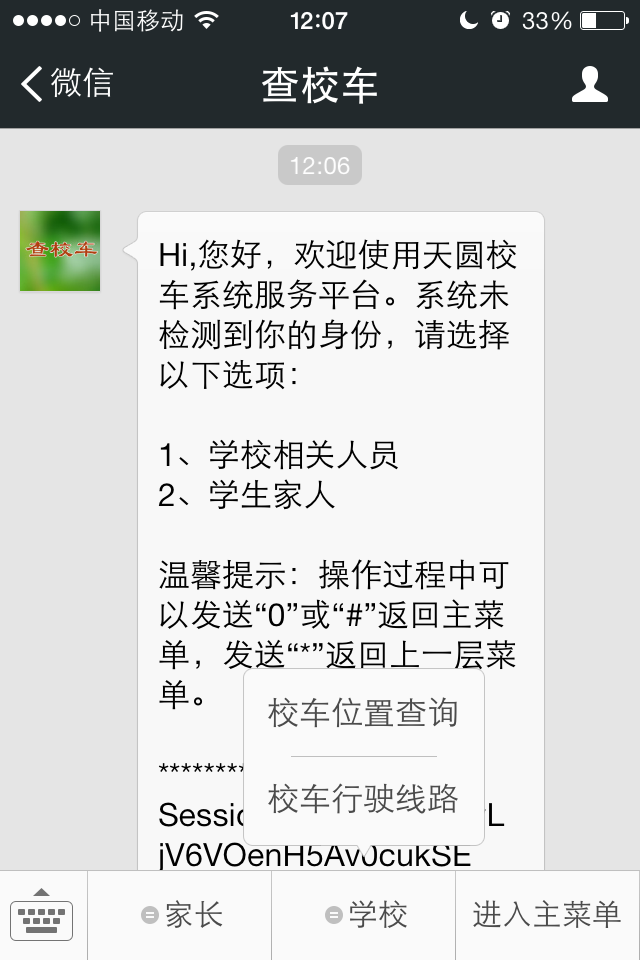 中国移动 12:07 33%
微信 查校车
12:06
查校车
Hi,您好，欢迎使用天圆校
车系统服务平台。系统未
检测到你的身份，请选择
以下选项：
1、学校相关人员
2、学生家人
温馨提示：操作过程中可
以发送“0”或“#”返回主菜
单，发送“*”返回上一层菜
单。
校车位置查询
********
校车行驶线路
Sessio L
jV6VOenH5Av0cukSE
家长 学校 进入主菜单